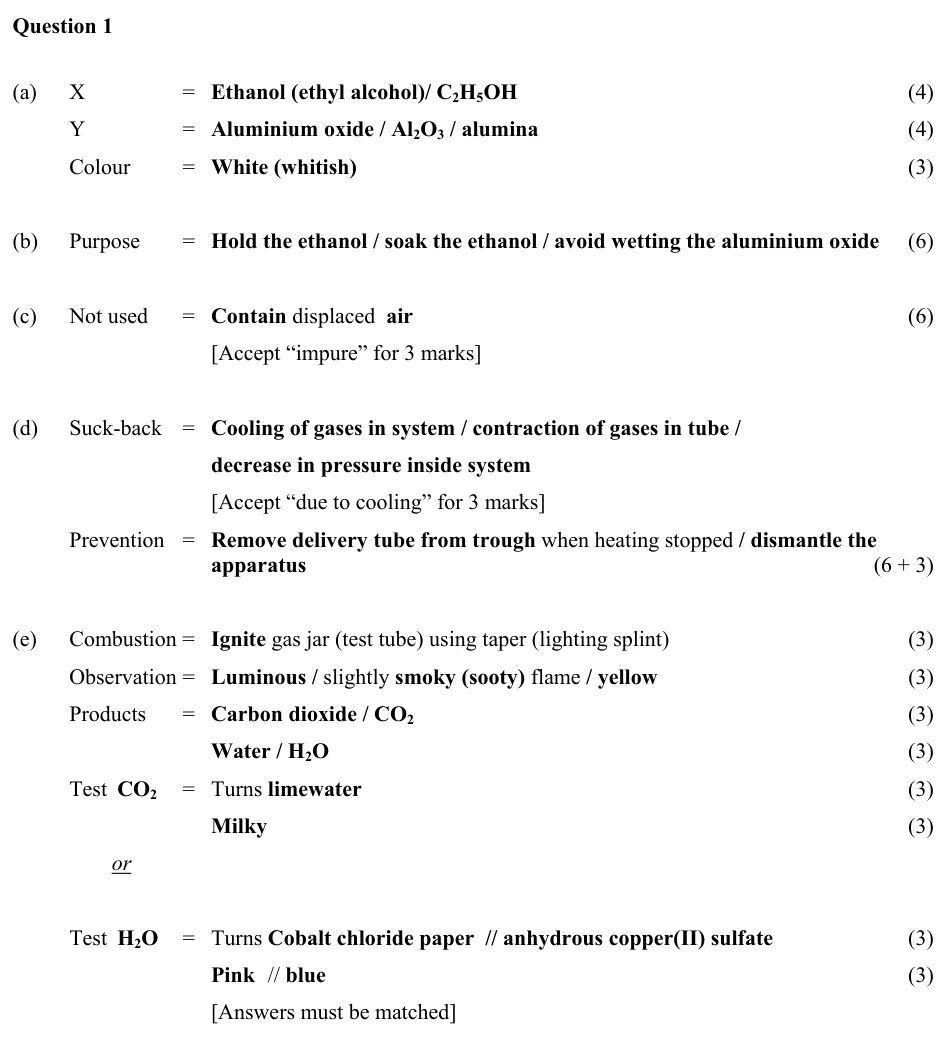 Question 1
(a) X = Ethanol (ethyl alcohol)/ C₂H₅OH (4)
Y = Aluminium oxide / Al₂O₃ / alumina (4)
Colour = White (whitish) (3)
(b) Purpose = Hold the ethanol / soak the ethanol / avoid wetting the aluminium oxide (6)
(c) Not used = Contain displaced air (6)
[Accept “impure” for 3 marks]
(d) Suck-back = Cooling of gases in system / contraction of gases in tube /
decrease in pressure inside system
[Accept “due to cooling” for 3 marks]
Prevention = Remove delivery tube from trough when heating stopped / dismantle the
apparatus (6 + 3)
(e) Combustion = Ignite gas jar (test tube) using taper (lighting splint) (3)
Observation = Luminous / slightly smoky (sooty) flame / yellow (3)
Products = Carbon dioxide / CO₂ (3)
Water / H₂O (3)
Test CO₂ = Turns limewater (3)
Milky (3)
or
Test H₂O = Turns Cobalt chloride paper // anhydrous copper(II) sulfate (3)
Pink // blue (3)
[Answers must be matched]